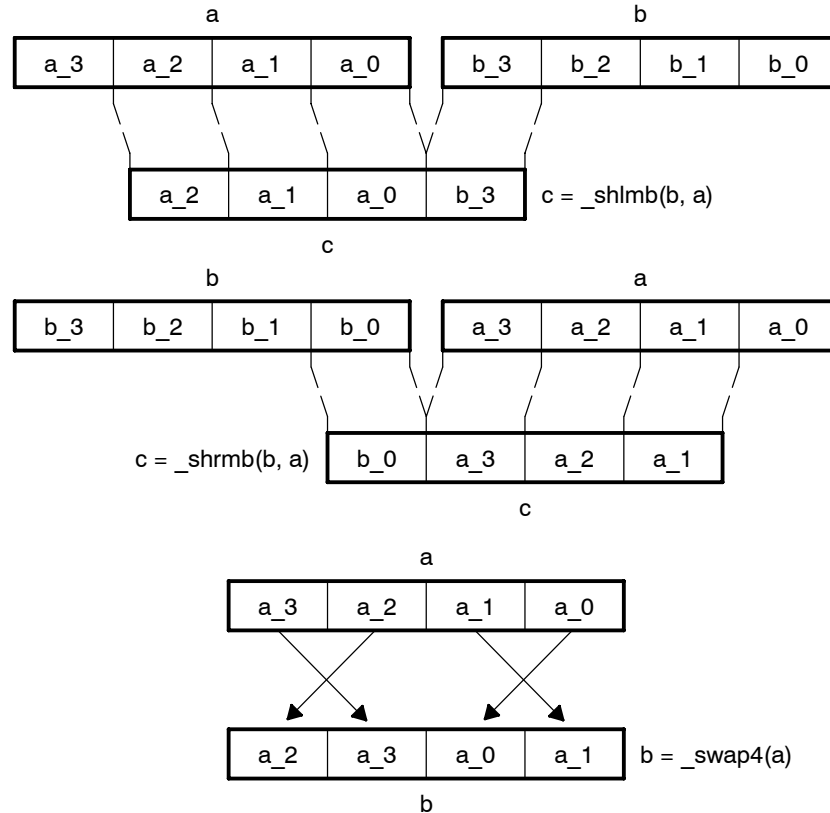 a b
a_3 a_2 a_1 a_0 b_3 b_2 b_1 b_0
a_2 a_1 a_0 b_3 c = _shlmb(b, a)
c
b a
b_3 b_2 b_1 b_0 a_3 a_2 a_1 a_0
c = _shrmb(b, a) b_0 a_3 a_2 a_1
c
a
a_3 a_2 a_1 a_0
a_2 a_3 a_0 a_1 b = _swap4(a)
b